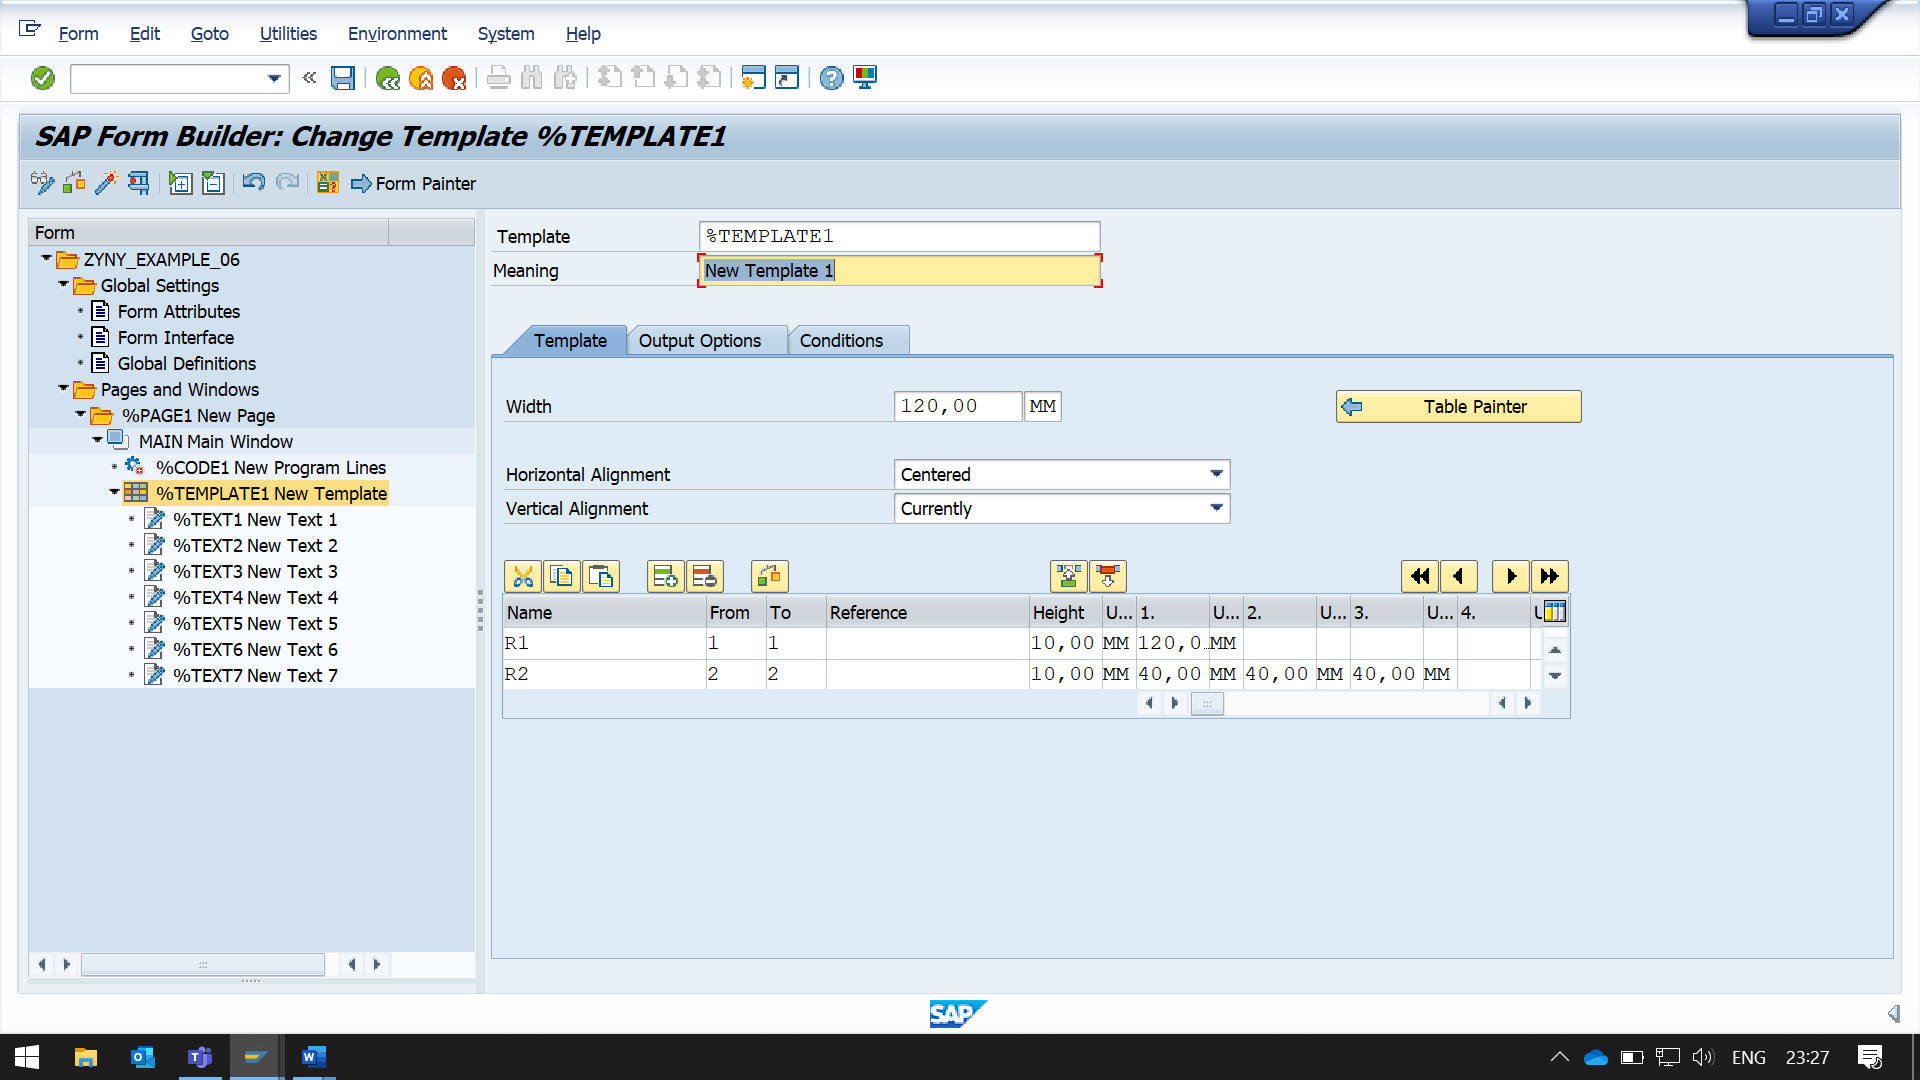 Form Edit Goto Utilities Environment System Help
SAP Form Builder: Change Template %TEMPLATE1
Form Painter
Form
ZYNY_EXAMPLE_06
Global Settings
Form Attributes
Form Interface
Global Definitions
Pages and Windows
%PAGE1 New Page
MAIN Main Window
%CODE1 New Program Lines
%TEMPLATE1 New Template
%TEXT1 New Text 1
%TEXT2 New Text 2
%TEXT3 New Text 3
%TEXT4 New Text 4
%TEXT5 New Text 5
%TEXT6 New Text 6
%TEXT7 New Text 7
Template %TEMPLATE1
Meaning New Template 1
Template Output Options Conditions
Width 120,00 MM Table Painter
Horizontal Alignment Centered
Vertical Alignment Currently
Name From To Reference Height U... 1. U... 2. U... 3. U... 4. U
R1 1 1 10,00 MM 120,0... MM
R2 2 2 10,00 MM 40,00 MM 40,00 MM 40,00 MM
SAP
ENG 23:27